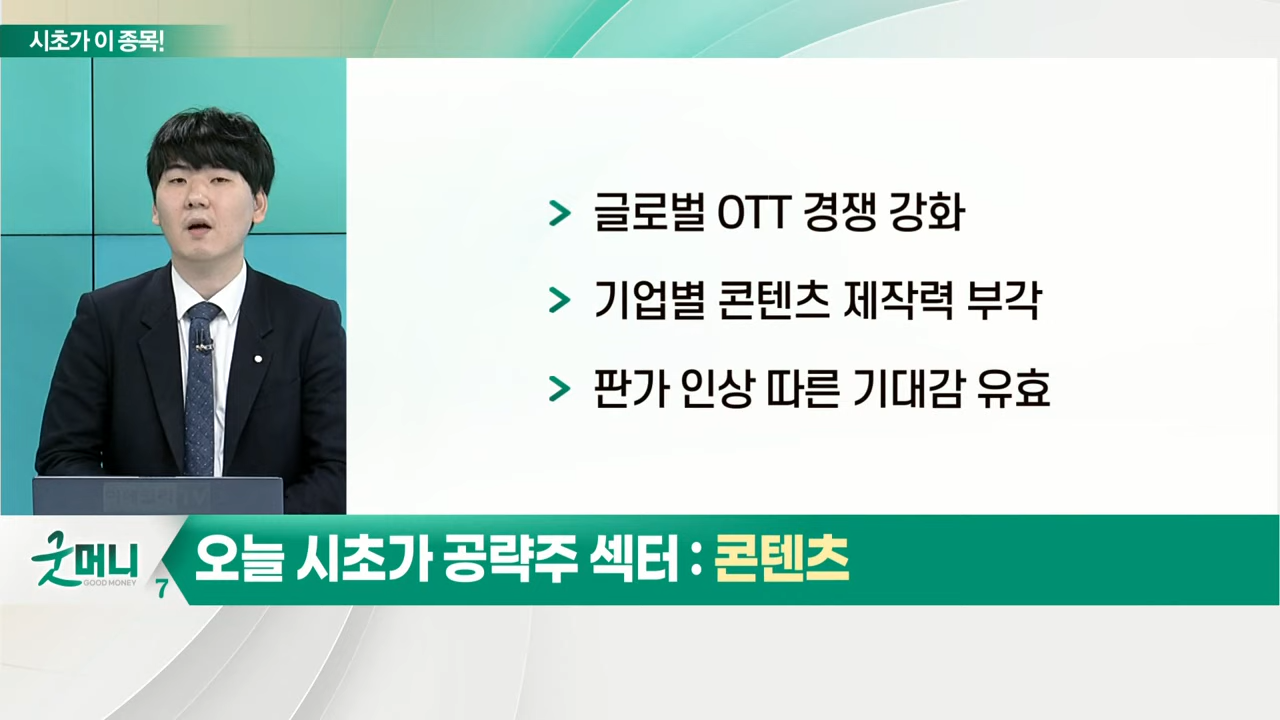 시초가 이 종목!
> 글로벌 OTT 경쟁 강화
> 기업별 콘텐츠 제작력 부각
> 판가 인상 따른 기대감 유효
굿머니
GOOD MONEY
7
오늘 시초가 공략주 섹터 : 콘텐츠